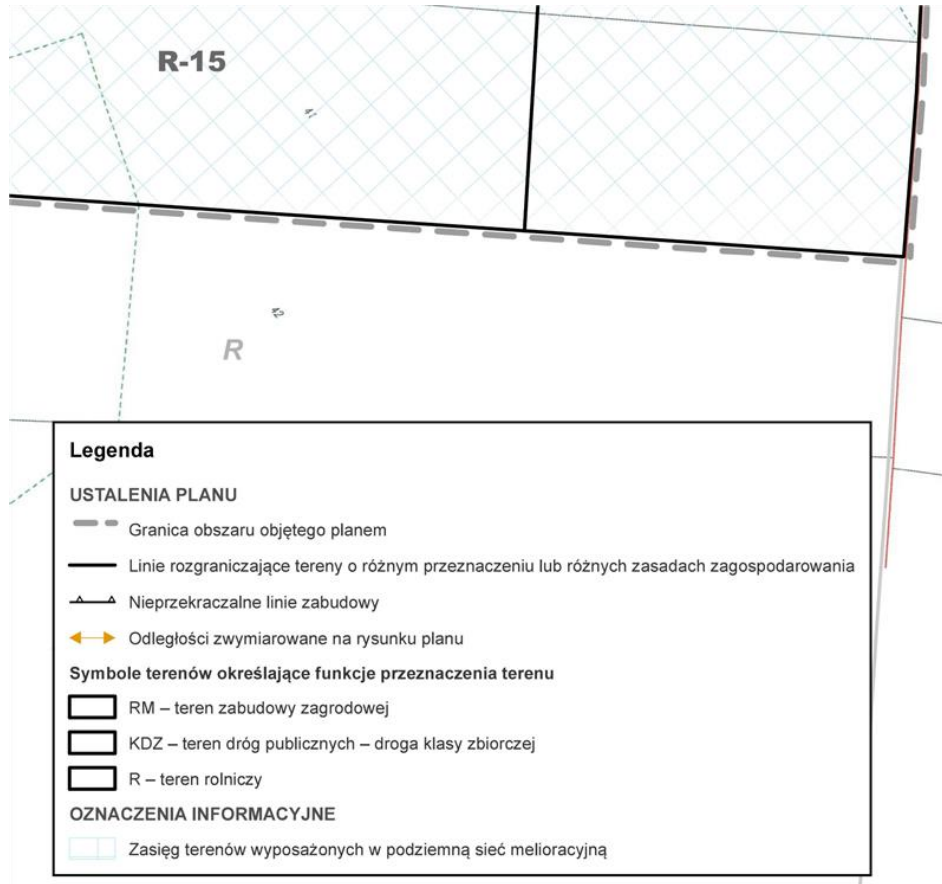 R-15
R
Legenda
USTALENIA PLANU
Granica obszaru objętego planem
Linie rozgraniczające tereny o różnym przeznaczeniu lub różnych zasadach zagospodarowania
Nieprzekraczalne linie zabudowy
Odległości zwymiarowane na rysunku planu
Symbole terenów określające funkcje przeznaczenia terenu
RM – teren zabudowy zagrodowej
KDZ – teren dróg publicznych – droga klasy zbiorczej
R – teren rolniczy
OZNACZENIA INFORMACYJNE
Zasięg terenów wyposażonych w podziemną sieć melioracyjną